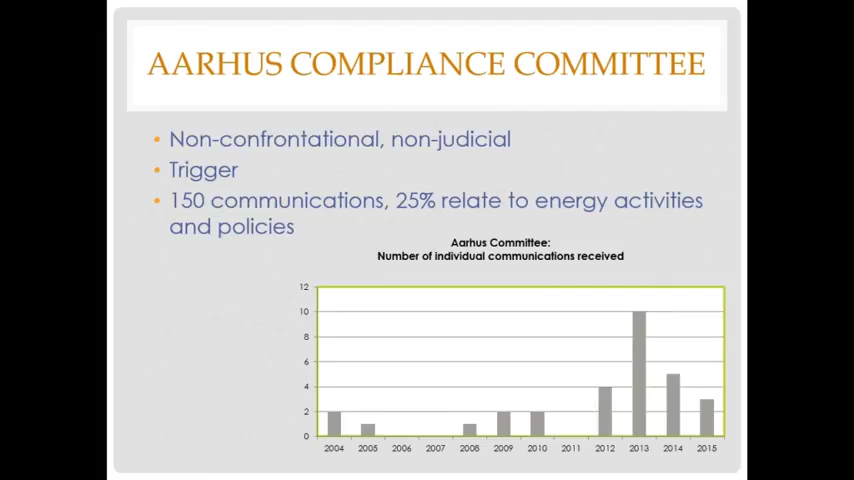 AARHUS COMPLIANCE COMMITTEE
• Non-confrontational, non-judicial
• Trigger
• 150 communications, 25% relate to energy activities
and policies
Aarhus Committee:
Number of individual communications received
12
10
8
6
4
2
0
2004 2005 2006 2007 2008 2009 2010 2011 2012 2013 2014 2015